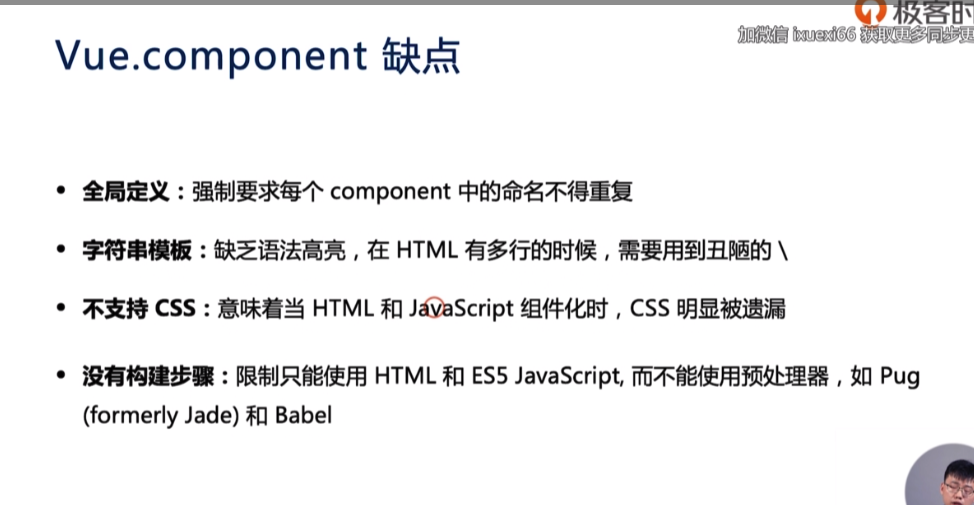 极客时
加微信 ixuexi66 获取更多同步更
Vue.component 缺点
• 全局定义：强制要求每个 component 中的命名不得重复
• 字符串模板：缺乏语法高亮，在 HTML 有多行的时候，需要用到丑陋的 \
• 不支持 CSS：意味着当 HTML 和 JavaScript 组件化时，CSS 明显被遗漏
• 没有构建步骤：限制只能使用 HTML 和 ES5 JavaScript, 而不能使用预处理器，如 Pug
(formerly Jade) 和 Babel